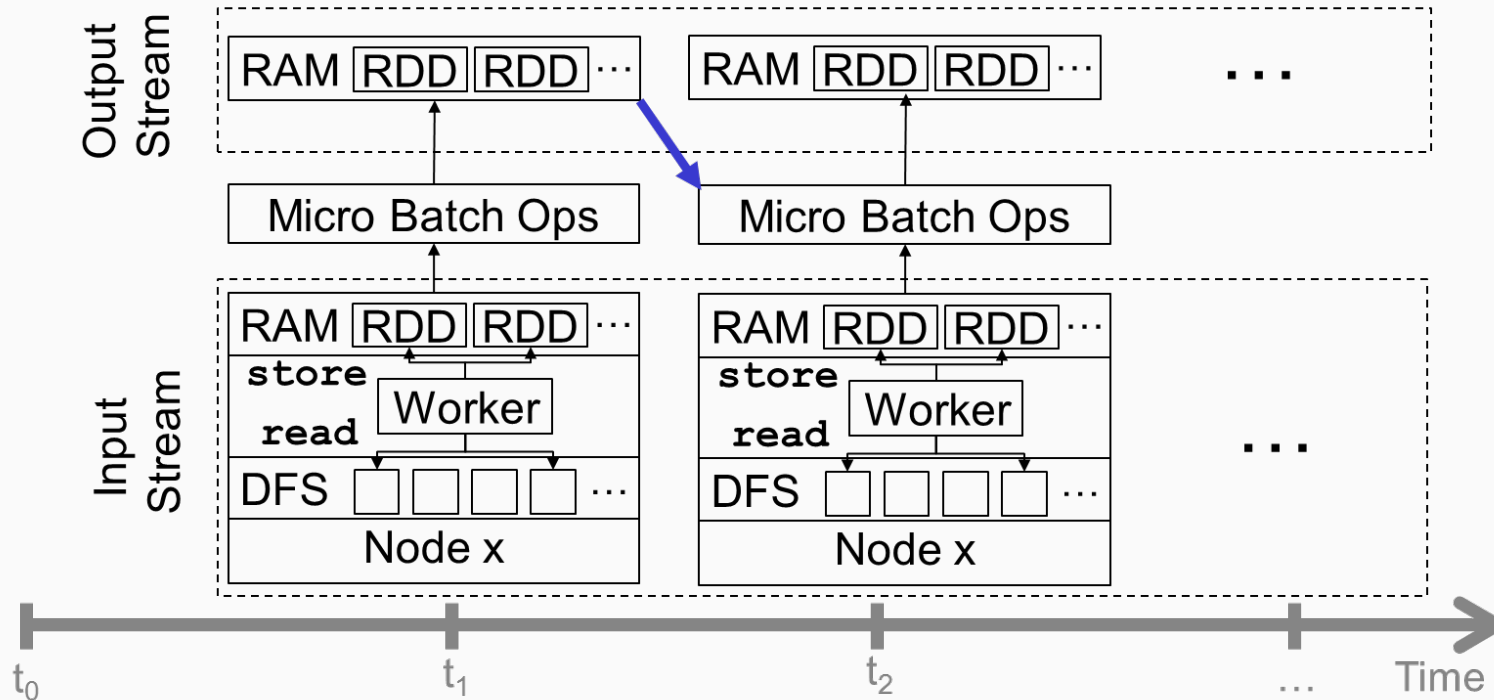 Output
Stream
RAM RDD RDD ...
RAM RDD RDD ...
...
Micro Batch Ops
Micro Batch Ops
Input
Stream
RAM RDD RDD ...
store
Worker
read
DFS ...
Node x
RAM RDD RDD ...
store
Worker
read
DFS ...
Node x
...
t₀
t₁
t₂
...
Time